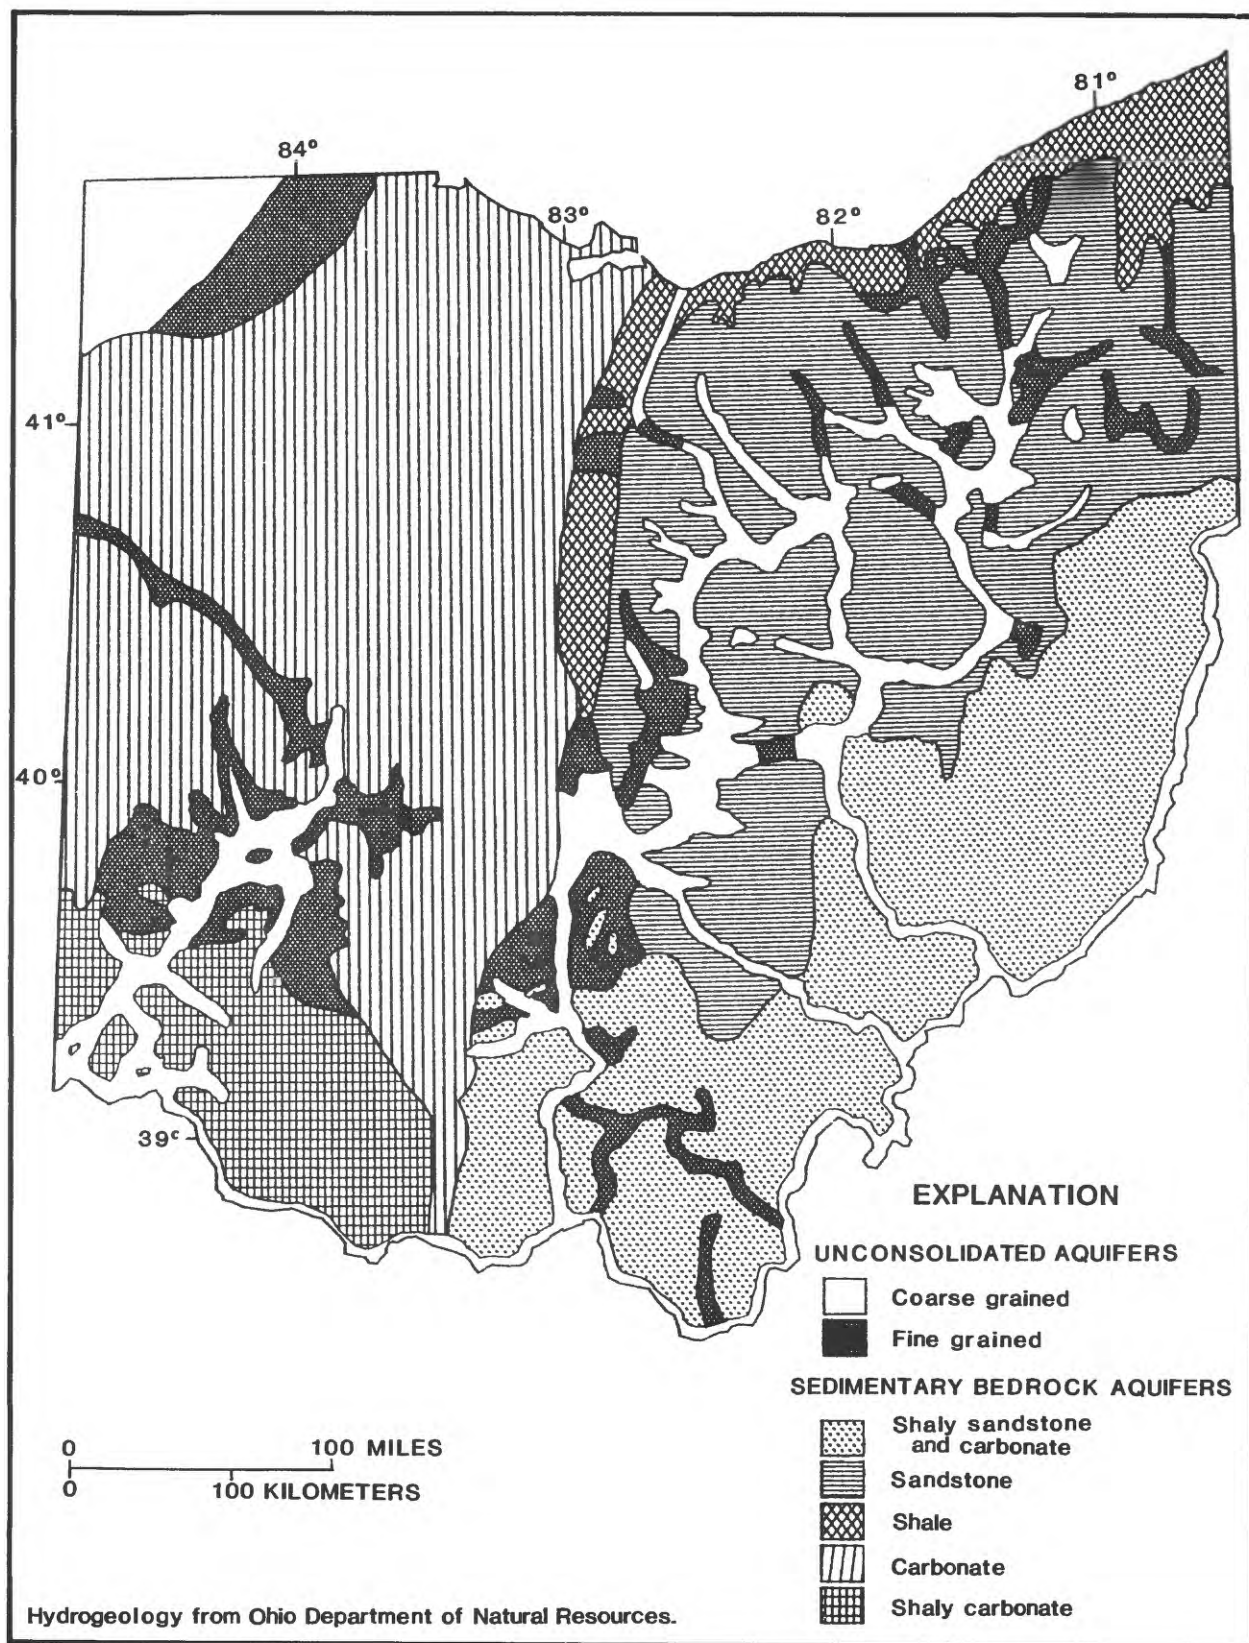 81°
84°
83°
82°
41°
40°
39°
EXPLANATION
UNCONSOLIDATED AQUIFERS
Coarse grained
Fine grained
SEDIMENTARY BEDROCK AQUIFERS
Shaly sandstone
and carbonate
Sandstone
Shale
Carbonate
Shaly carbonate
0 100 MILES
0 100 KILOMETERS
Hydrogeology from Ohio Department of Natural Resources.